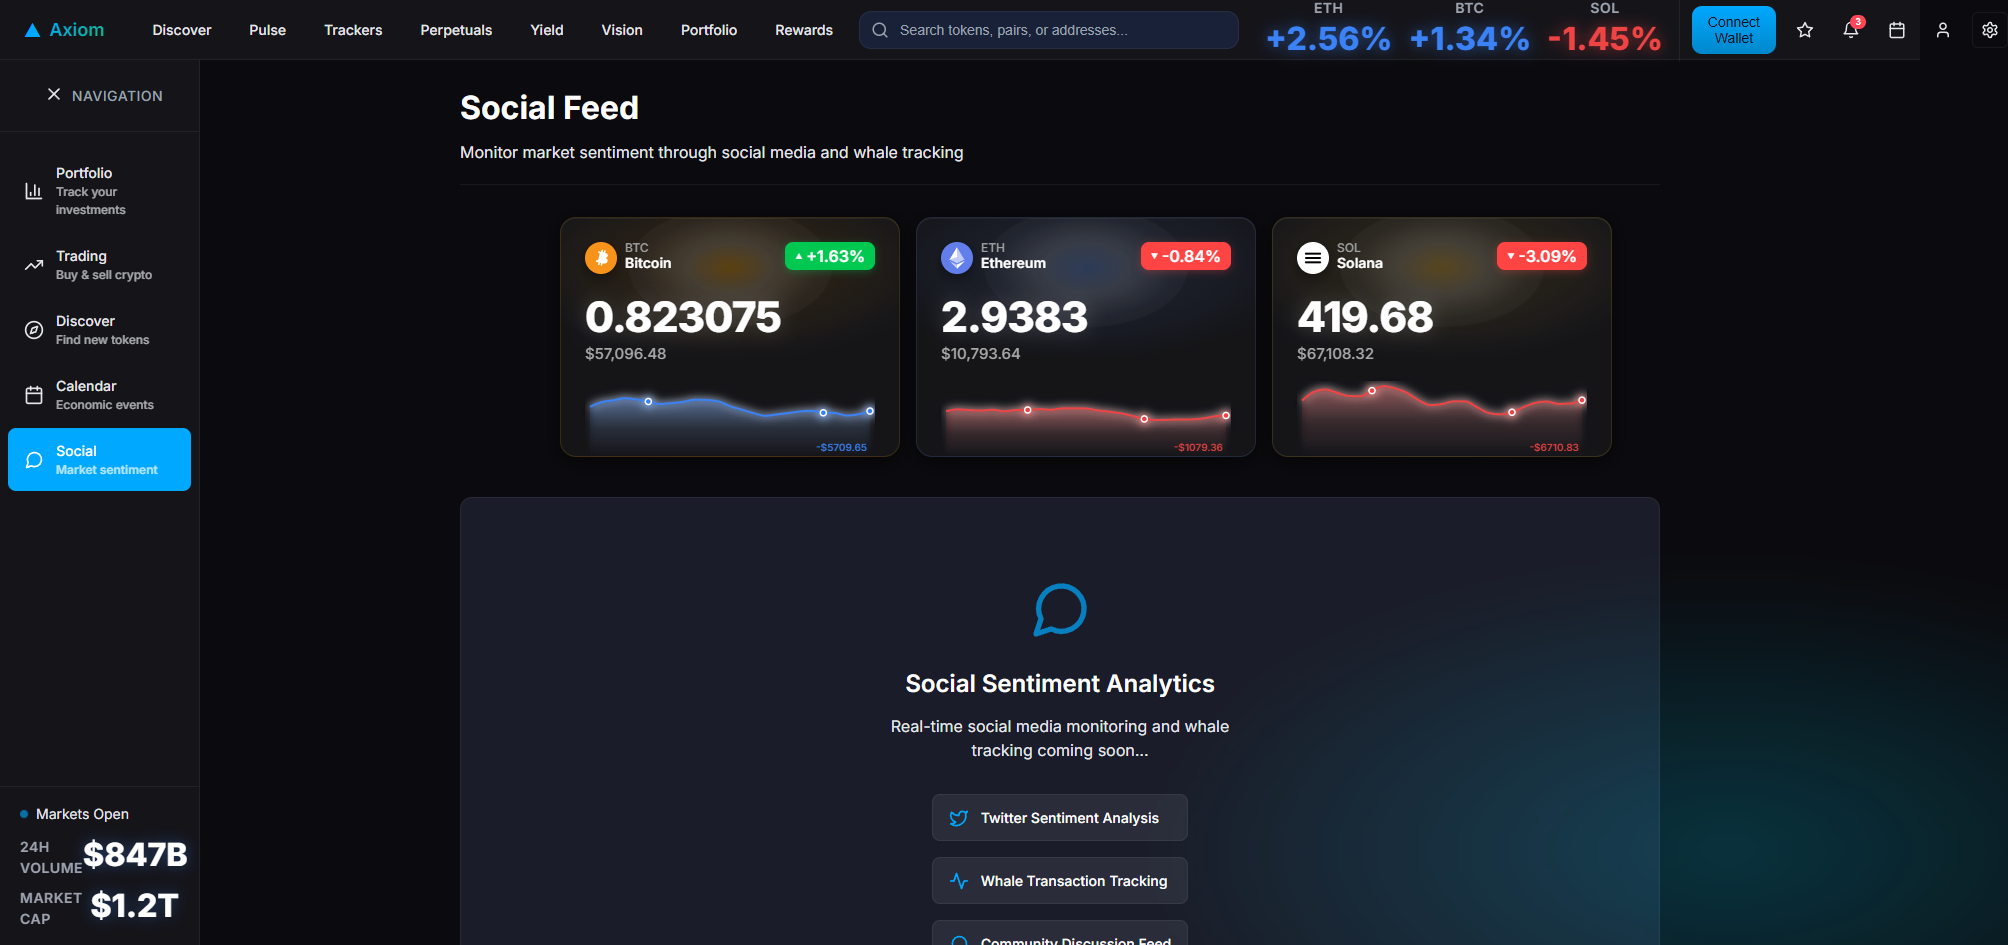 Axiom
Discover
Pulse
Trackers
Perpetuals
Yield
Vision
Portfolio
Rewards
Search tokens, pairs, or addresses...
ETH
+2.56%
BTC
+1.34%
SOL
-1.45%
Connect
Wallet
3
NAVIGATION
Portfolio
Track your
investments
Trading
Buy & sell crypto
Discover
Find new tokens
Calendar
Economic events
Social
Market sentiment
Markets Open
24H
VOLUME
$847B
MARKET
CAP
$1.2T
Social Feed
Monitor market sentiment through social media and whale tracking
BTC
Bitcoin
+1.63%
0.823075
$57,096.48
-$5709.65
ETH
Ethereum
-0.84%
2.9383
$10,793.64
-$1079.36
SOL
Solana
-3.09%
419.68
$67,108.32
-$6710.83
Social Sentiment Analytics
Real-time social media monitoring and whale
tracking coming soon...
Twitter Sentiment Analysis
Whale Transaction Tracking
Community Discussion Feed